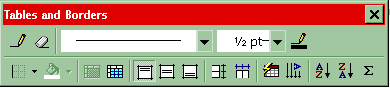 Tables and Borders
½ pt
A Z
Z A
Σ